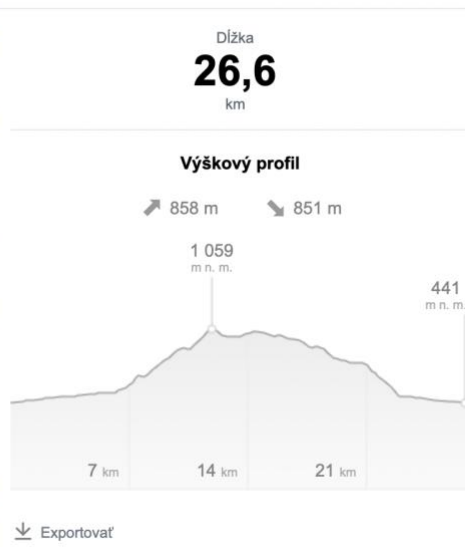 Dĺžka
26,6
km
Výškový profil
858 m 851 m
1 059
m n. m.
441
m n. m.
7 km 14 km 21 km
Exportovať